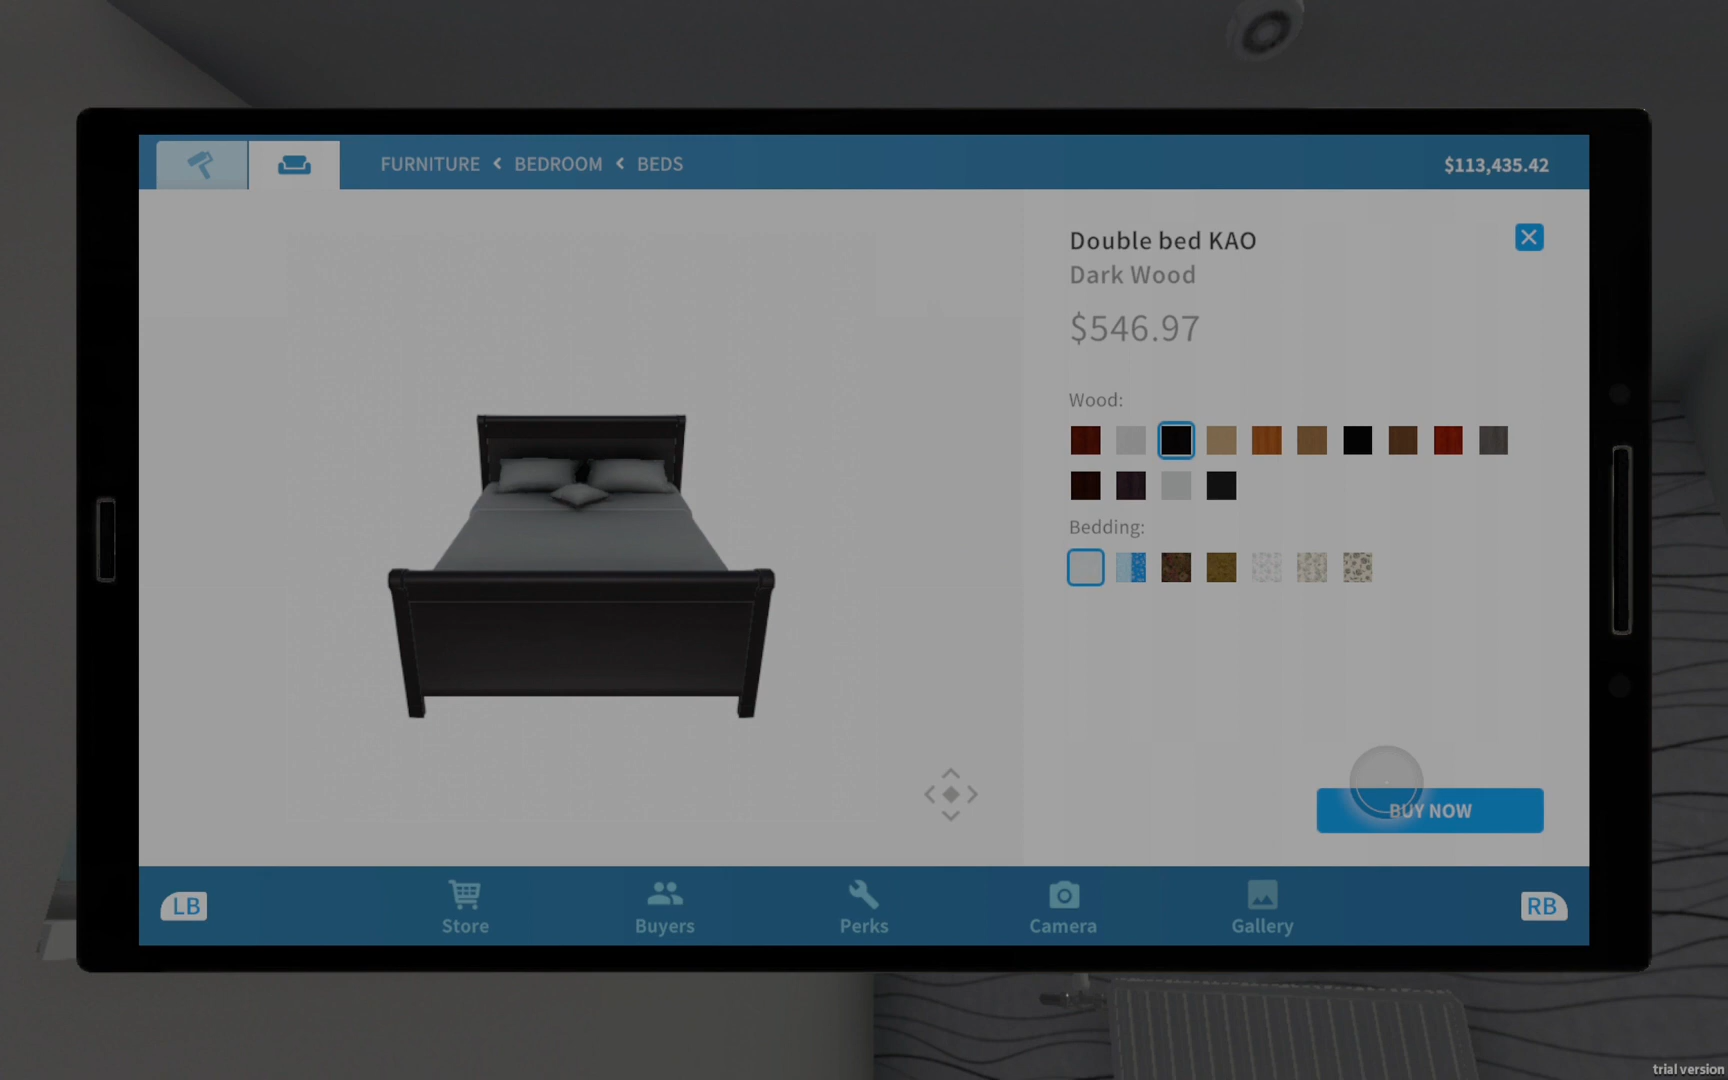 FURNITURE < BEDROOM < BEDS
$113,435.42
Double bed KAO
Dark Wood
$546.97
Wood:
Bedding:
BUY NOW
LB
Store
Buyers
Perks
Camera
Gallery
RB
trial version